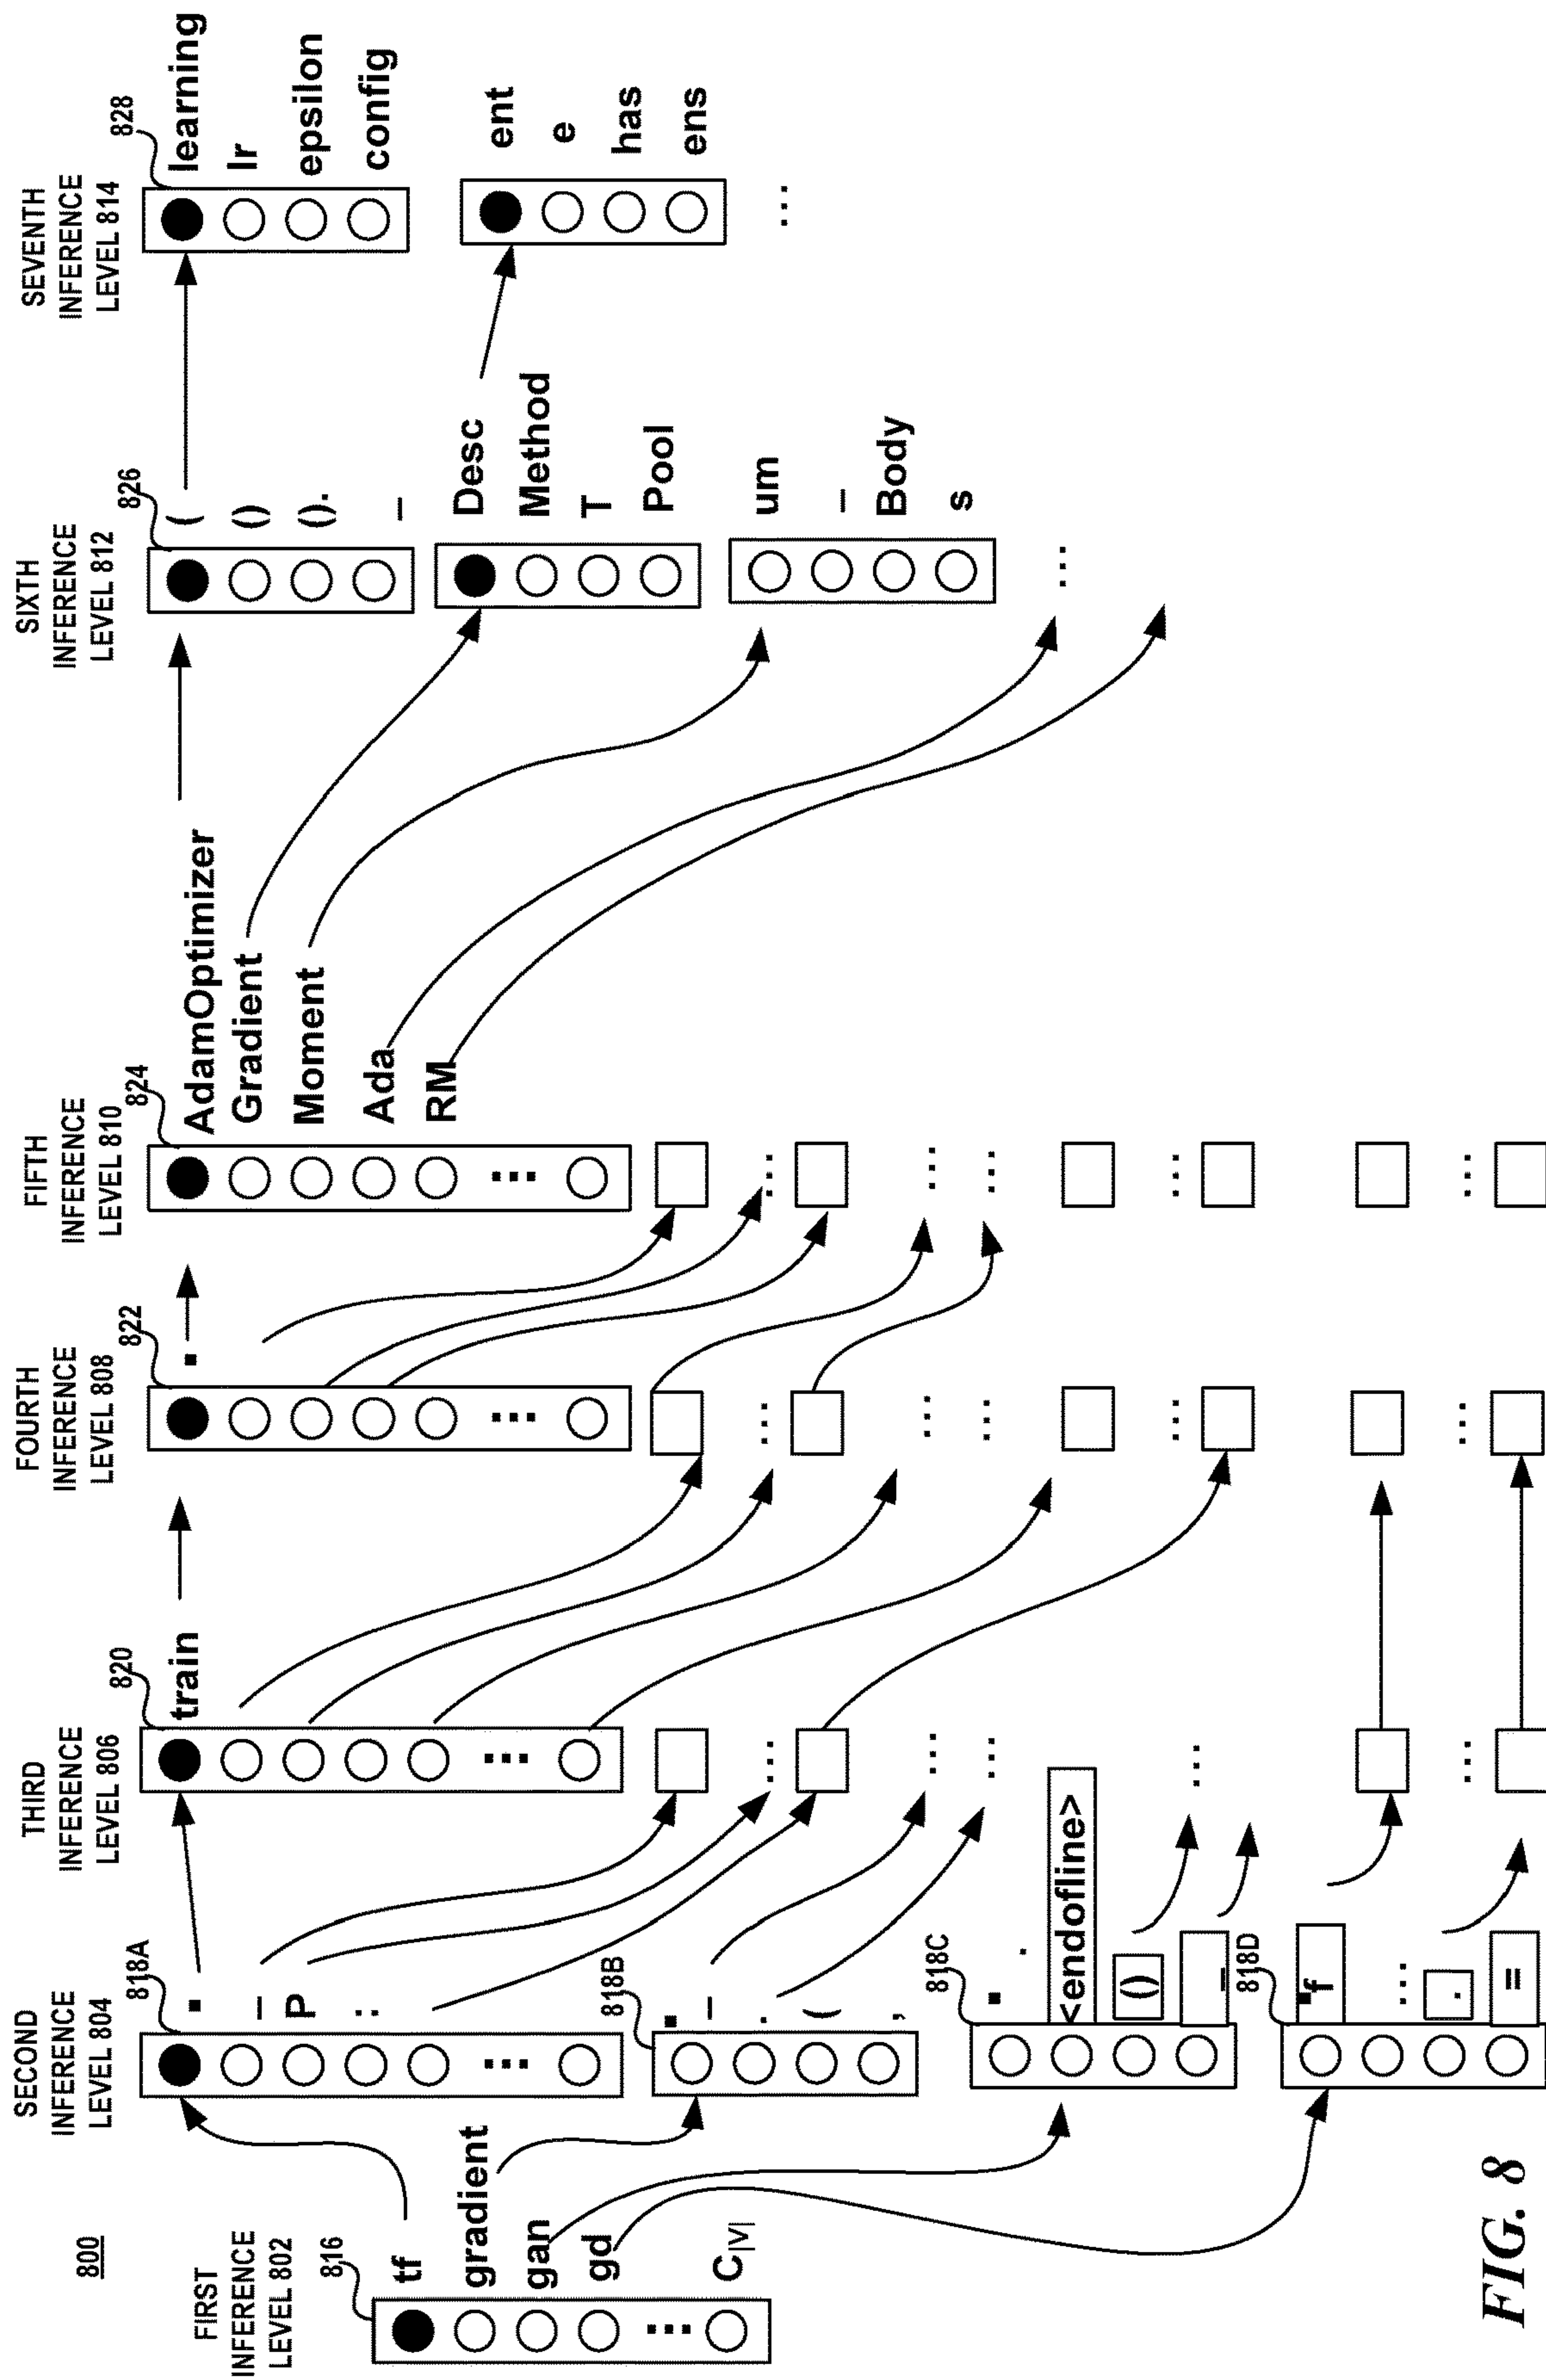 800
FIRST
INFERENCE
LEVEL 802
816
tf
gradient
gan
gd
...
C|V|
SECOND
INFERENCE
LEVEL 804
818A
.
_
P
:
...
818B
.
_
.
(
,
818C
.
.
<endofline>
()
_
818D
.
f
...
.
=
THIRD
INFERENCE
LEVEL 806
820
train
...
...
...
...
...
...
FOURTH
INFERENCE
LEVEL 808
822
.
...
...
...
...
...
...
FIFTH
INFERENCE
LEVEL 810
824
AdamOptimizer
Gradient
Moment
Ada
RM
...
...
...
...
...
...
SIXTH
INFERENCE
LEVEL 812
826
(
()
().
_
Desc
Method
T
Pool
um
_
Body
s
...
SEVENTH
INFERENCE
LEVEL 814
828
learning
lr
epsilon
config
ent
e
has
ens
...
FIG. 8